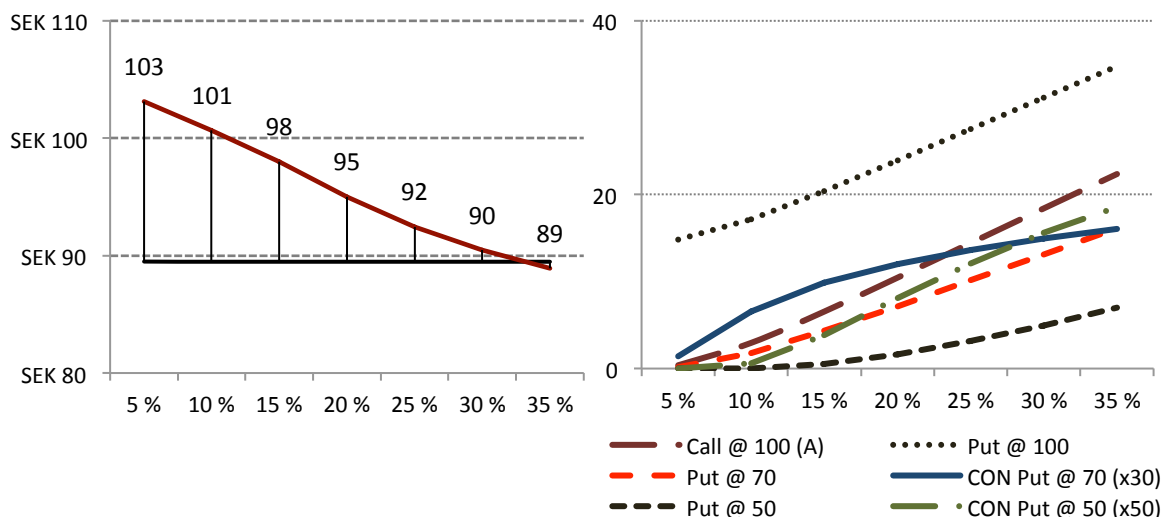 SEK 110
SEK 100
SEK 90
SEK 80
103
101
98
95
92
90
89
5 % 10 % 15 % 20 % 25 % 30 % 35 %
40
20
0
5 % 10 % 15 % 20 % 25 % 30 % 35 %
Call @ 100 (A) Put @ 100
Put @ 70 CON Put @ 70 (x30)
Put @ 50 CON Put @ 50 (x50)